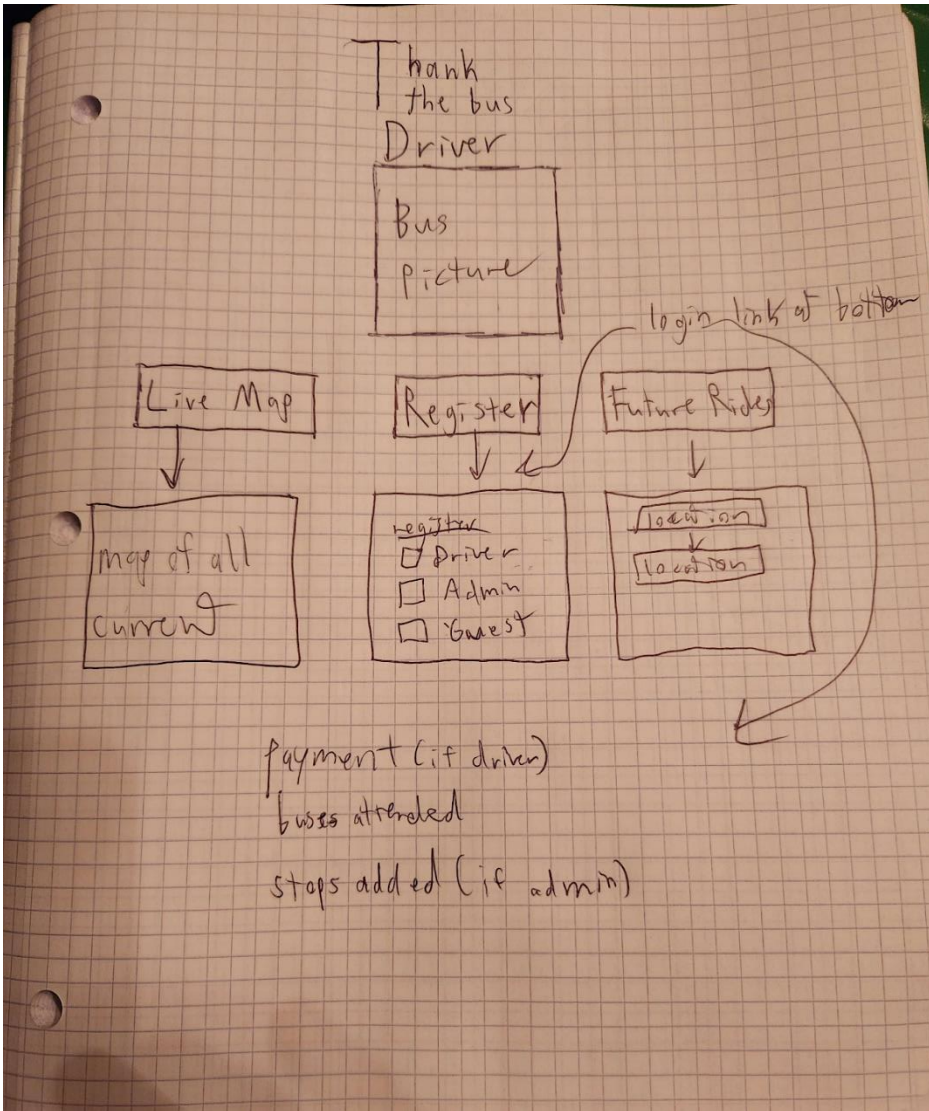 Thank
the bus
Driver
Bus
picture
login link at bottom
Live Map
Register
Future Rides
map of all
current
register
Driver
Admin
Guest
location
location
payment (if driver)
buses attended
stops added (if admin)